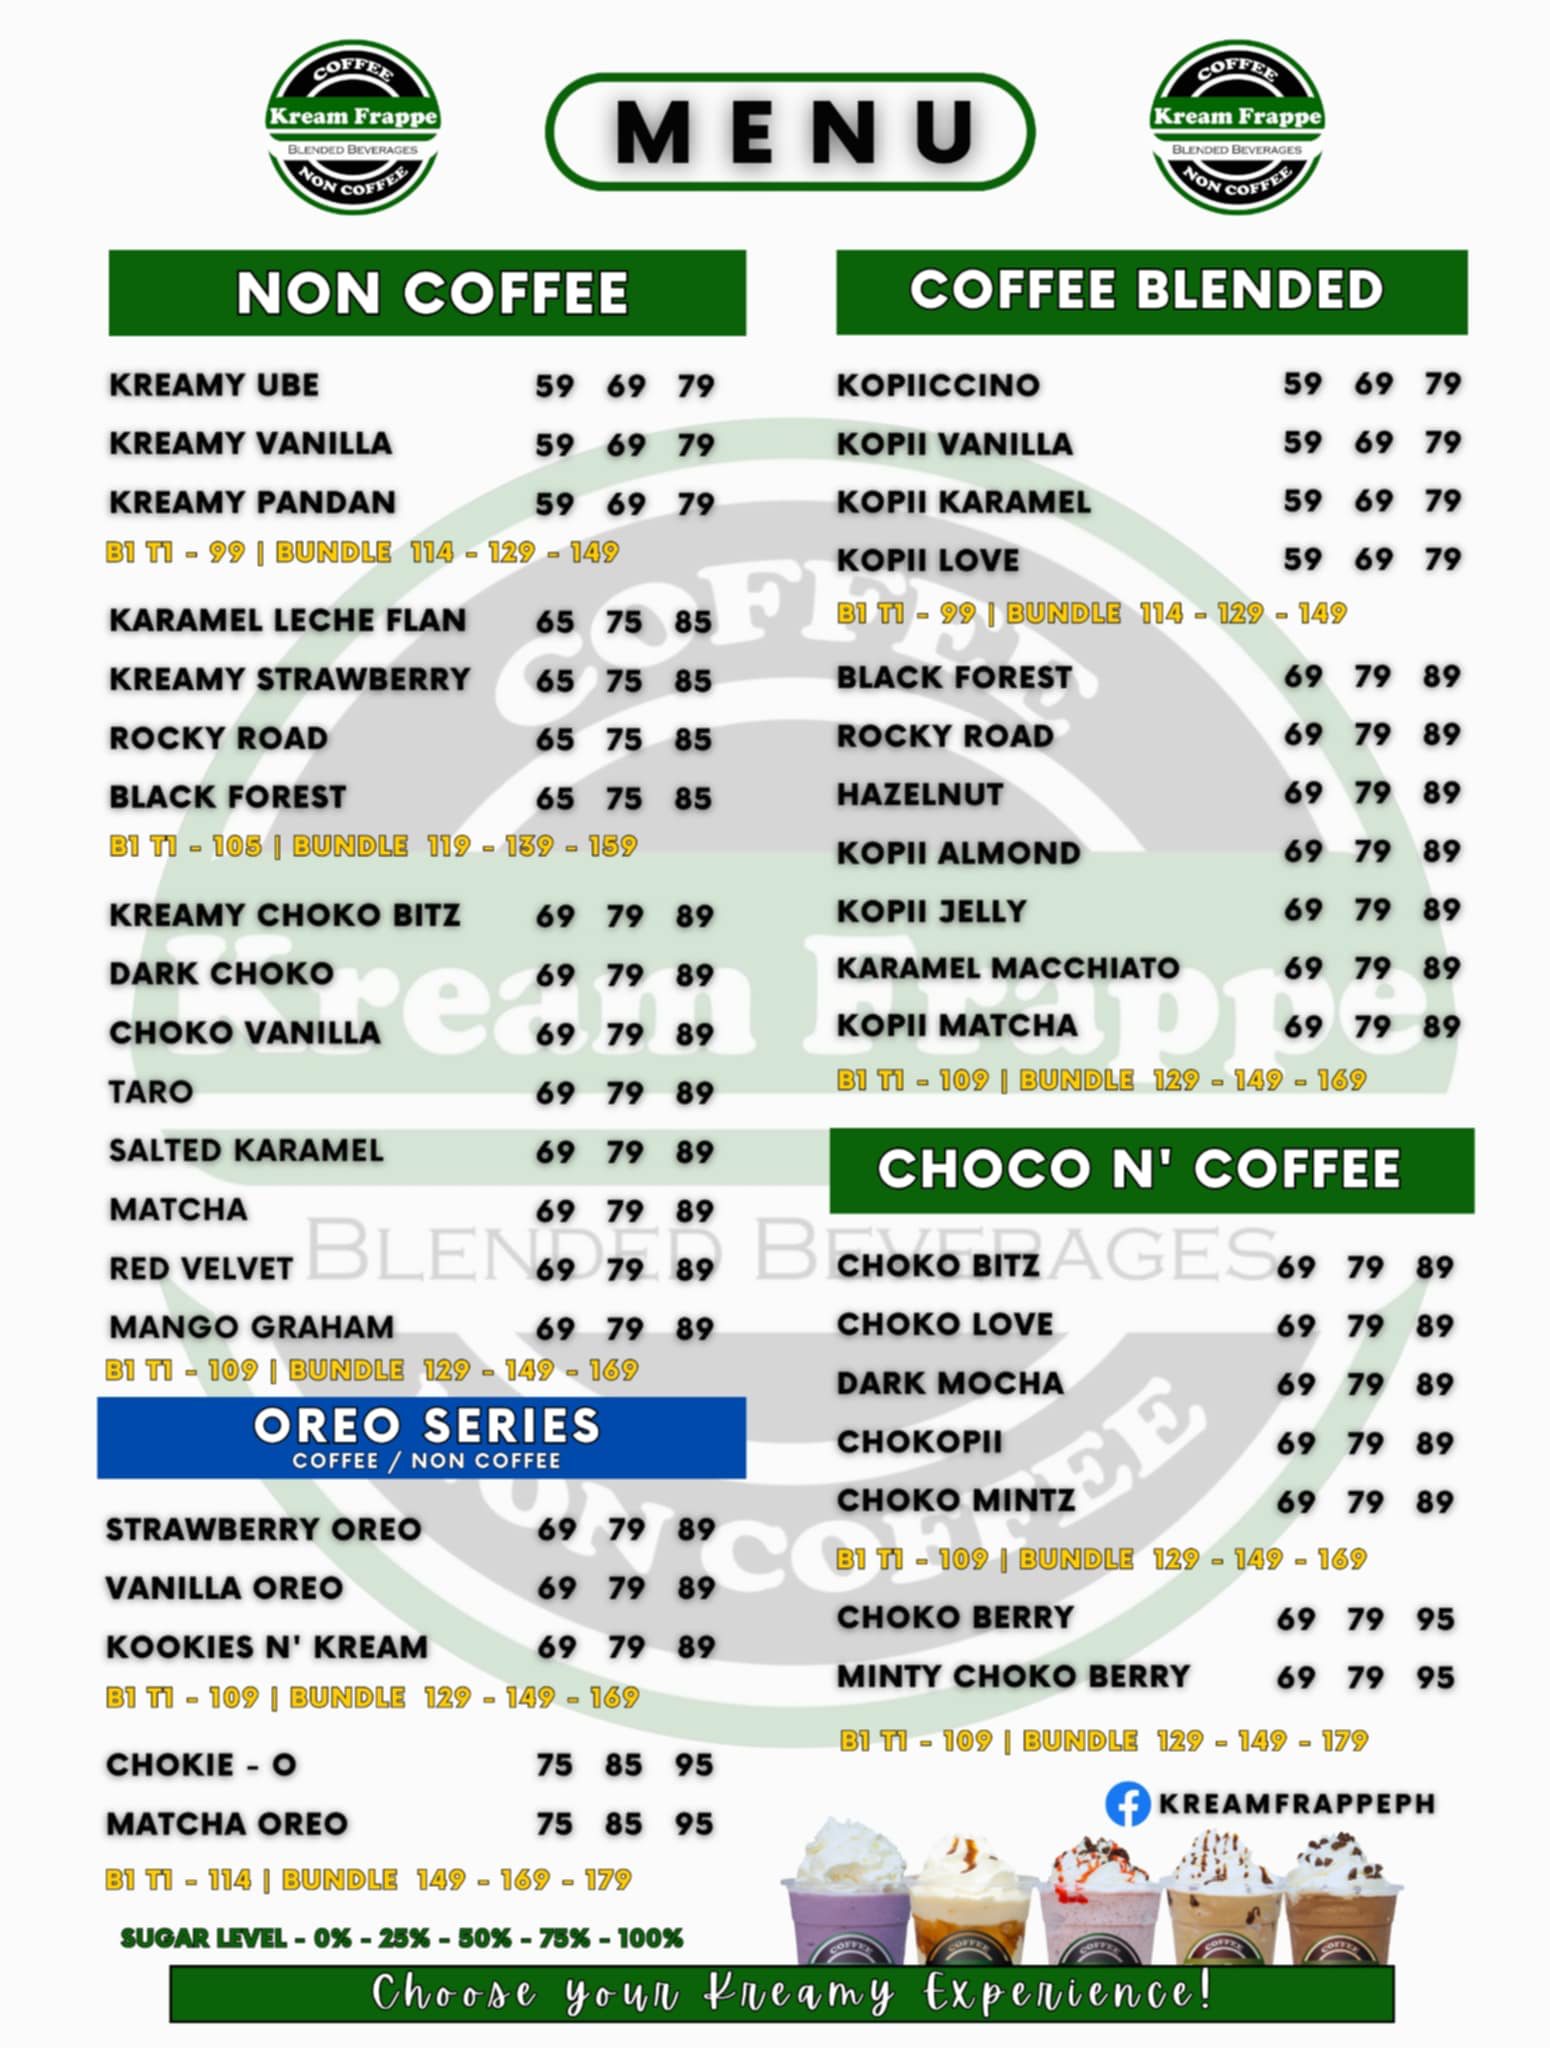 COFFEE
Kream Frappe
BLENDED BEVERAGES
NON COFFEE
MENU
COFFEE
Kream Frappe
BLENDED BEVERAGES
NON COFFEE
NON COFFEE
KREAMY UBE 59 69 79
KREAMY VANILLA 59 69 79
KREAMY PANDAN 59 69 79
B1 T1 - 99 | BUNDLE 114 - 129 - 149
KARAMEL LECHE FLAN 65 75 85
KREAMY STRAWBERRY 65 75 85
ROCKY ROAD 65 75 85
BLACK FOREST 65 75 85
B1 T1 - 105 | BUNDLE 119 - 139 - 159
KREAMY CHOKO BITZ 69 79 89
DARK CHOKO 69 79 89
CHOKO VANILLA 69 79 89
TARO 69 79 89
SALTED KARAMEL 69 79 89
MATCHA 69 79 89
RED VELVET 69 79 89
MANGO GRAHAM 69 79 89
B1 T1 - 109 | BUNDLE 129 - 149 - 169
OREO SERIES
COFFEE / NON COFFEE
STRAWBERRY OREO 69 79 89
VANILLA OREO 69 79 89
KOOKIES N' KREAM 69 79 89
B1 T1 - 109 | BUNDLE 129 - 149 - 169
CHOKIE - O 75 85 95
MATCHA OREO 75 85 95
B1 T1 - 114 | BUNDLE 149 - 169 - 179
SUGAR LEVEL - 0% - 25% - 50% - 75% - 100%
COFFEE BLENDED
KOPIICCINO 59 69 79
KOPII VANILLA 59 69 79
KOPII KARAMEL 59 69 79
KOPII LOVE 59 69 79
B1 T1 - 99 | BUNDLE 114 - 129 - 149
BLACK FOREST 69 79 89
ROCKY ROAD 69 79 89
HAZELNUT 69 79 89
KOPII ALMOND 69 79 89
KOPII JELLY 69 79 89
KARAMEL MACCHIATO 69 79 89
KOPII MATCHA 69 79 89
B1 T1 - 109 | BUNDLE 129 - 149 - 169
CHOCO N' COFFEE
CHOKO BITZ 69 79 89
CHOKO LOVE 69 79 89
DARK MOCHA 69 79 89
CHOKOPII 69 79 89
CHOKO MINTZ 69 79 89
B1 T1 - 109 | BUNDLE 129 - 149 - 169
CHOKO BERRY 69 79 95
MINTY CHOKO BERRY 69 79 95
B1 T1 - 109 | BUNDLE 129 - 149 - 179
KREAMFRAPPEPH
COFFEE COFFEE COFFEE COFFEE COFFEE
Choose your Kreamy Experience!
COFFEE
Kream Frappe
BLENDED BEVERAGES
NON COFFEE